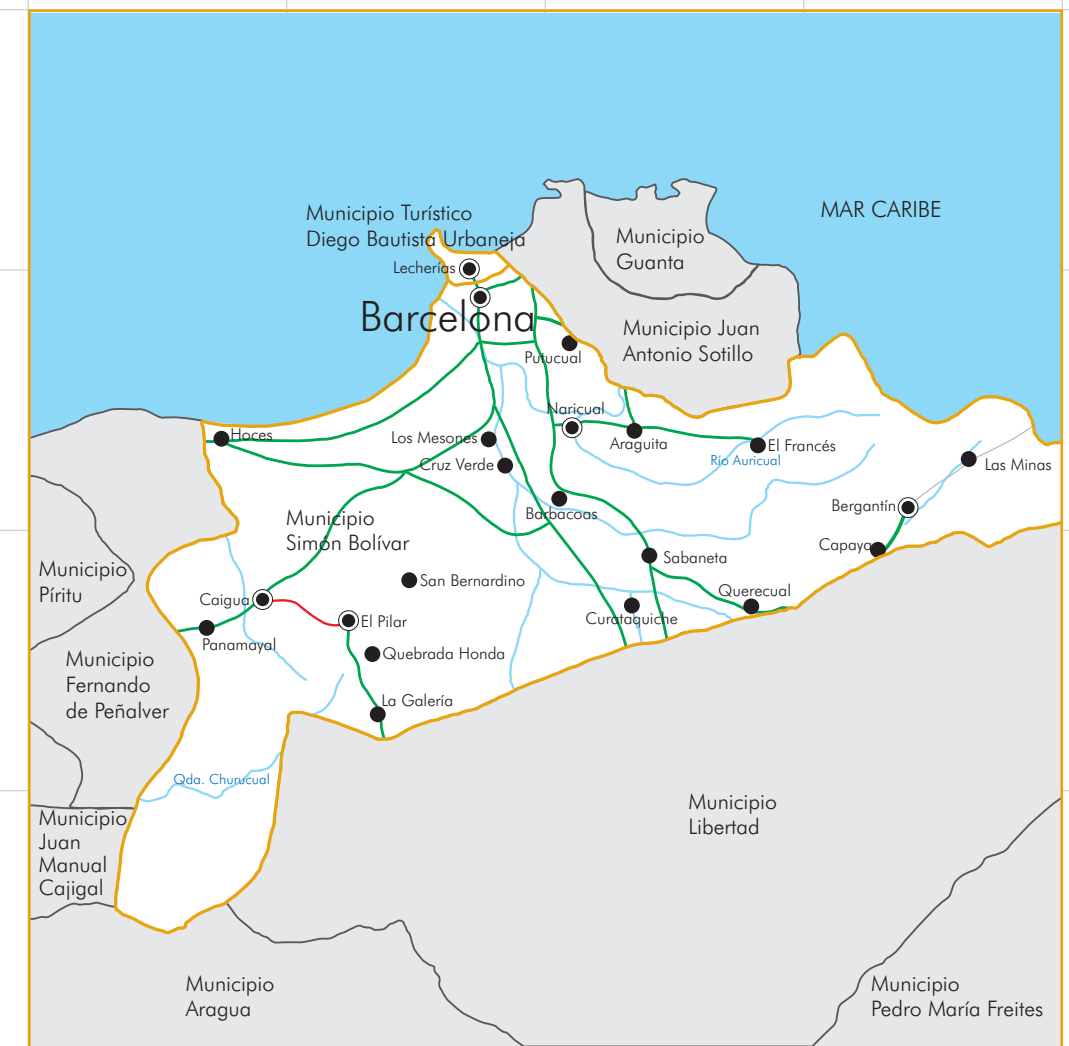 MAR CARIBE
Municipio Turístico
Diego Bautista Urbaneja
Municipio
Guanta
Lecherías
Barcelona
Municipio Juan
Antonio Sotillo
Putucual
Naricual
Hoces
Los Mesones
Araguita
El Francés
Cruz Verde
Río Auricual
Las Minas
Bergantín
Barbacoas
Municipio
Simón Bolívar
Capaya
Sabaneta
Municipio
Píritu
San Bernardino
Querecual
Caigua
El Pilar
Curataquiche
Panamayal
Quebrada Honda
Municipio
Fernando
de Peñalver
La Galería
Qda. Churucual
Municipio
Libertad
Municipio
Juan
Manual
Cajigal
Municipio
Aragua
Municipio
Pedro María Freites